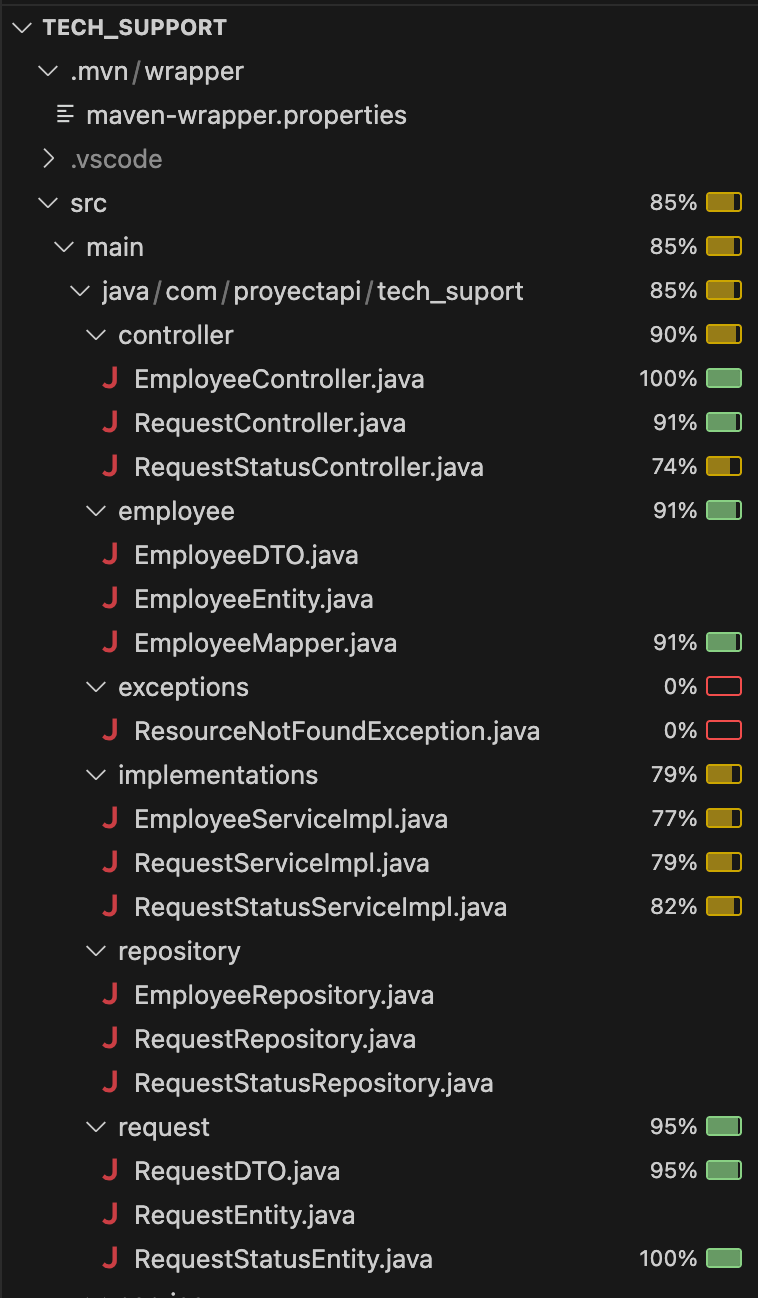 TECH_SUPPORT
.mvn/wrapper
maven-wrapper.properties
.vscode
src 85%
main 85%
java/com/proyectapi/tech_suport 85%
controller 90%
EmployeeController.java 100%
RequestController.java 91%
RequestStatusController.java 74%
employee 91%
EmployeeDTO.java
EmployeeEntity.java
EmployeeMapper.java 91%
exceptions 0%
ResourceNotFoundException.java 0%
implementations 79%
EmployeeServiceImpl.java 77%
RequestServiceImpl.java 79%
RequestStatusServiceImpl.java 82%
repository
EmployeeRepository.java
RequestRepository.java
RequestStatusRepository.java
request 95%
RequestDTO.java 95%
RequestEntity.java
RequestStatusEntity.java 100%